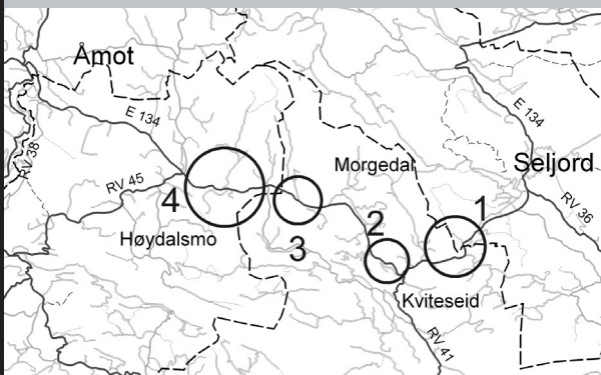 Åmot
E 134
E 134
RV 38
Morgedal
Seljord
RV 45
4
2
1
RV 36
Høydalsmo
3
Kviteseid
RV 41